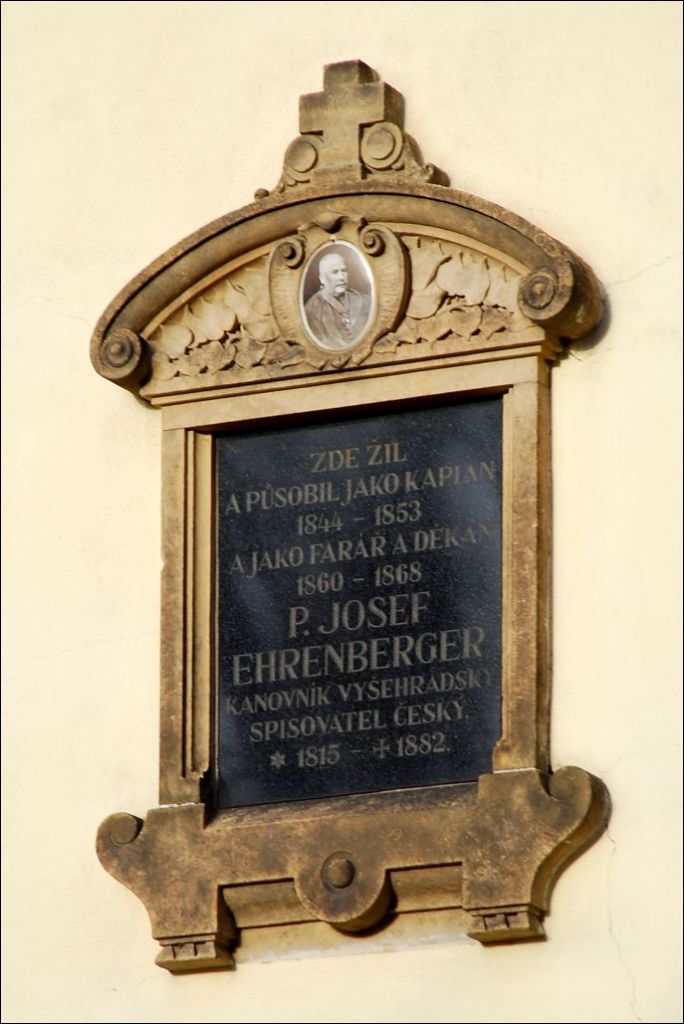 ZDE ŽIL
A PŮSOBIL JAKO KAPLAN
1844 – 1853
A JAKO FARÁŘ A DĚKAN
1860 – 1868
P. JOSEF
EHRENBERGER
KANOVNÍK VYŠEHRADSKÝ
SPISOVATEL ČESKÝ.
* 1815 – ✝ 1882.